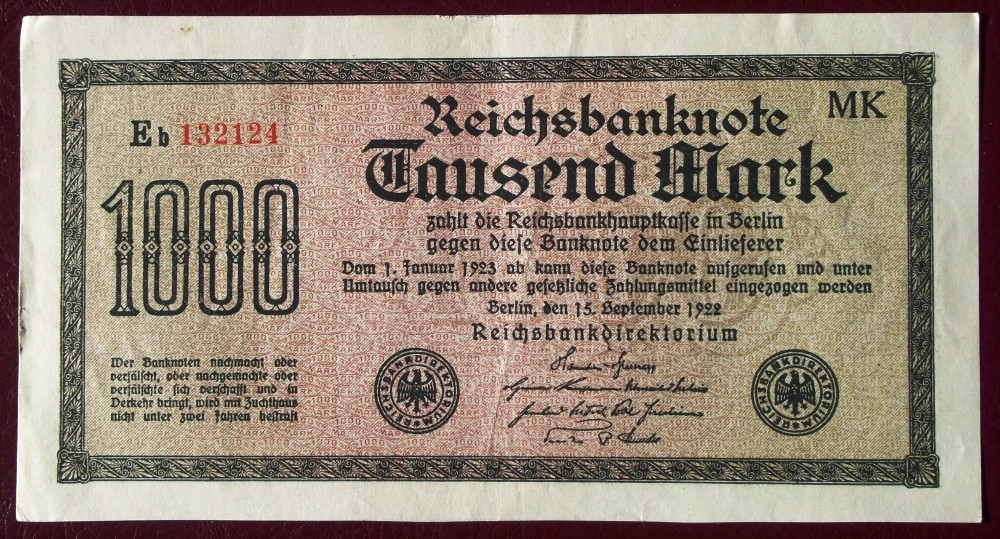 Eb 132124
MK
Reichsbanknote
Tausend Mark
1000
zahlt die Reichsbankhauptkasse in Berlin
gegen diese Banknote dem Einlieferer
Vom 1. Januar 1923 ab kann diese Banknote aufgerufen und unter
Umtausch gegen andere gesetzliche Zahlungsmittel eingezogen werden
Berlin, den 15. September 1922
Reichsbankdirektorium
Wer Banknoten nachmacht oder
verfälscht, oder nachgemachte oder
verfälschte sich verschafft und in
Verkehr bringt, wird mit Zuchthaus
nicht unter zwei Jahren bestraft
REICHSBANKDIREKTORIUM
REICHSBANKDIREKTORIUM